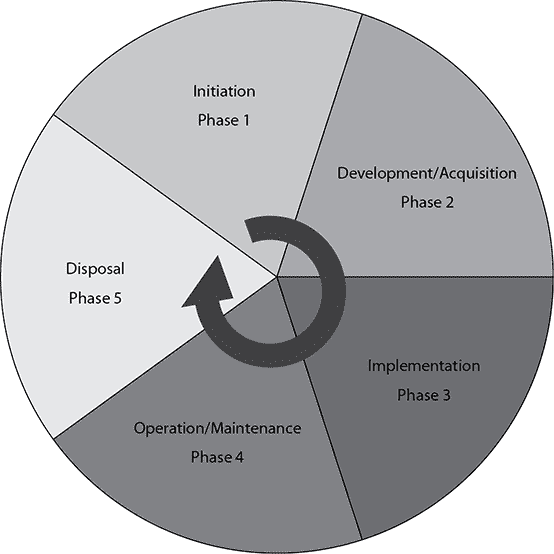 Initiation
Phase 1
Development/Acquisition
Phase 2
Implementation
Phase 3
Operation/Maintenance
Phase 4
Disposal
Phase 5